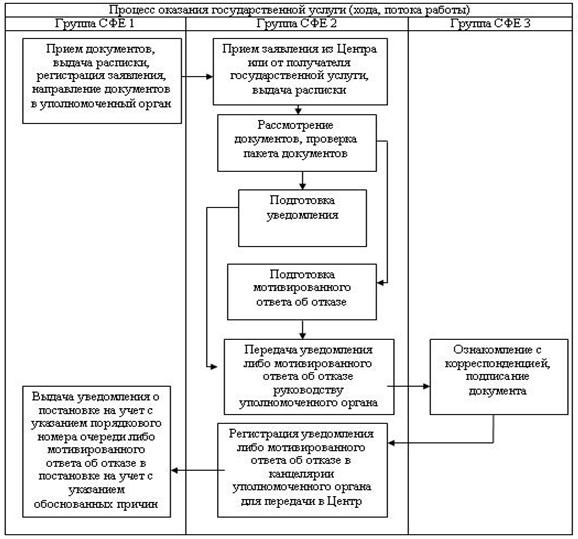 Процесс оказания государственной услуги (хода, потока работы)
Группа СФЕ 1
Группа СФЕ 2
Группа СФЕ 3
Прием документов,
выдача расписки,
регистрация заявления,
направление документов
в уполномоченный орган
Прием заявления из Центра
или от получателя
государственной услуги,
выдача расписки
Рассмотрение
документов, проверка
пакета документов
Подготовка
уведомления
Подготовка
мотивированного
ответа об отказе
Передача уведомления
либо мотивированного
ответа об отказе
руководству
уполномоченного органа
Ознакомление с
корреспонденцией,
подписание
документа
Регистрация уведомления
либо мотивированного
ответа об отказе в
канцелярии
уполномоченного органа
для передачи в Центр
Выдача уведомления о
постановке на учет с
указанием порядкового
номера очереди либо
мотивированного
ответа об отказе в
постановке на учет с
указанием
обоснованных причин